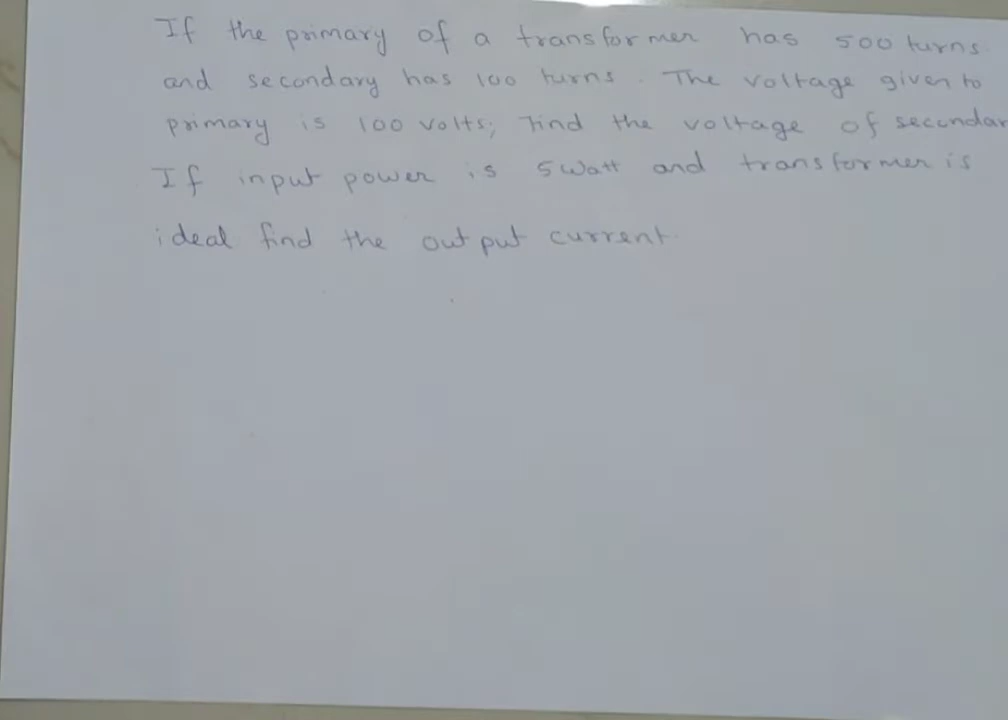 If the primary of a transformer has 500 turns
and secondary has 100 turns. The voltage given to
primary is 100 volts; find the voltage of secondar
If input power is 5 watt and transformer is
ideal find the output current.